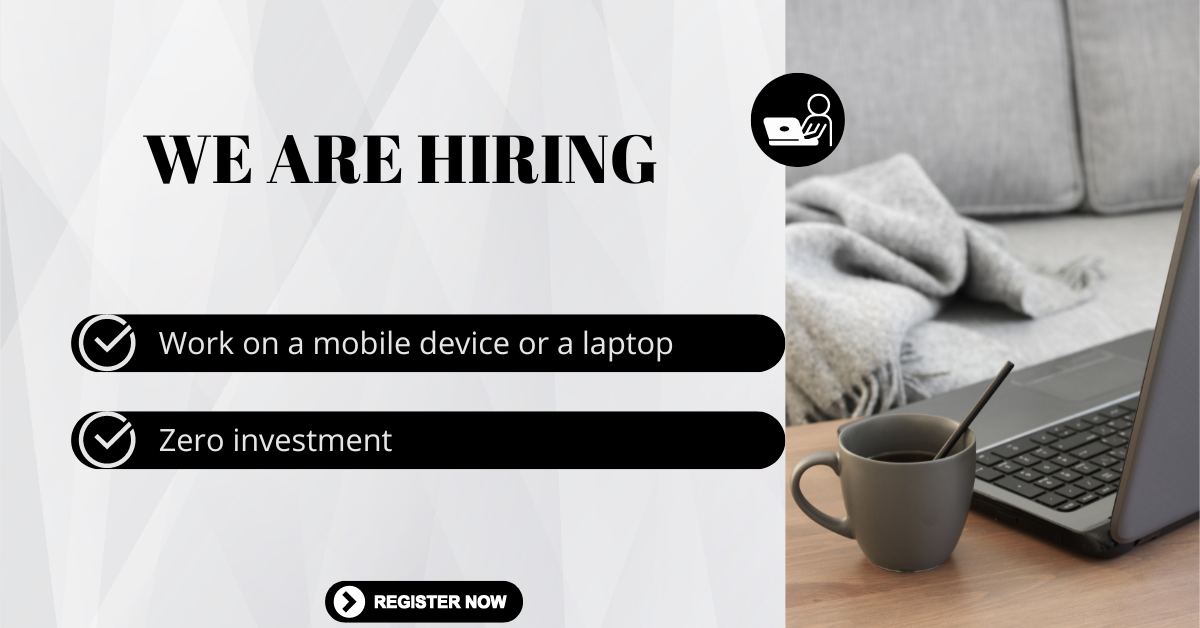 WE ARE HIRING
Work on a mobile device or a laptop
Zero investment
REGISTER NOW